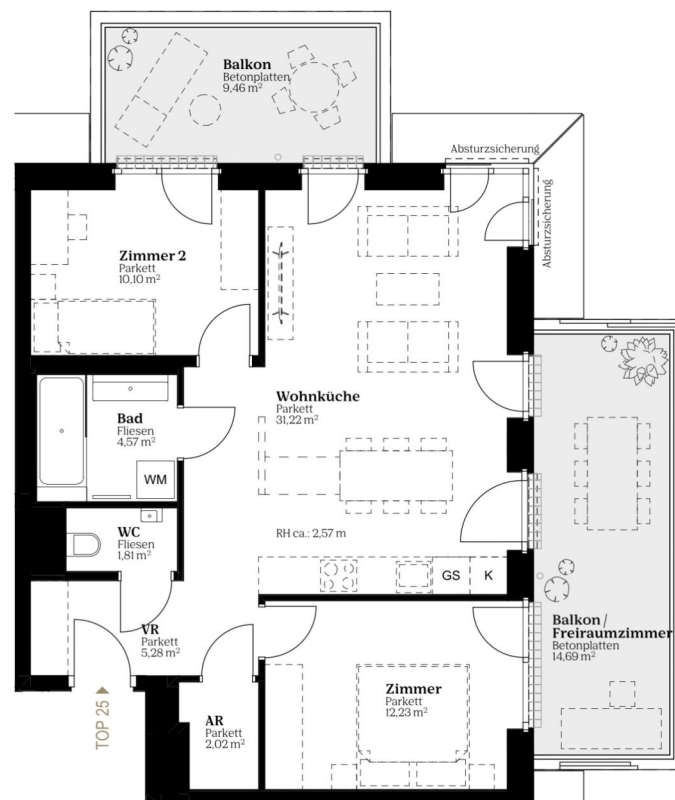 Balkon
Betonplatten
9,46 m²
Absturzsicherung
Absturzsicherung
Zimmer 2
Parkett
10,10 m²
Wohnküche
Parkett
31,22 m²
Bad
Fliesen
4,57 m²
WM
WC
Fliesen
1,81 m²
RH ca.: 2,57 m
GS
K
VR
Parkett
5,28 m²
Balkon /
Freiraumzimmer
Betonplatten
14,69 m²
Zimmer
Parkett
12,23 m²
AR
Parkett
2,02 m²
TOP 25